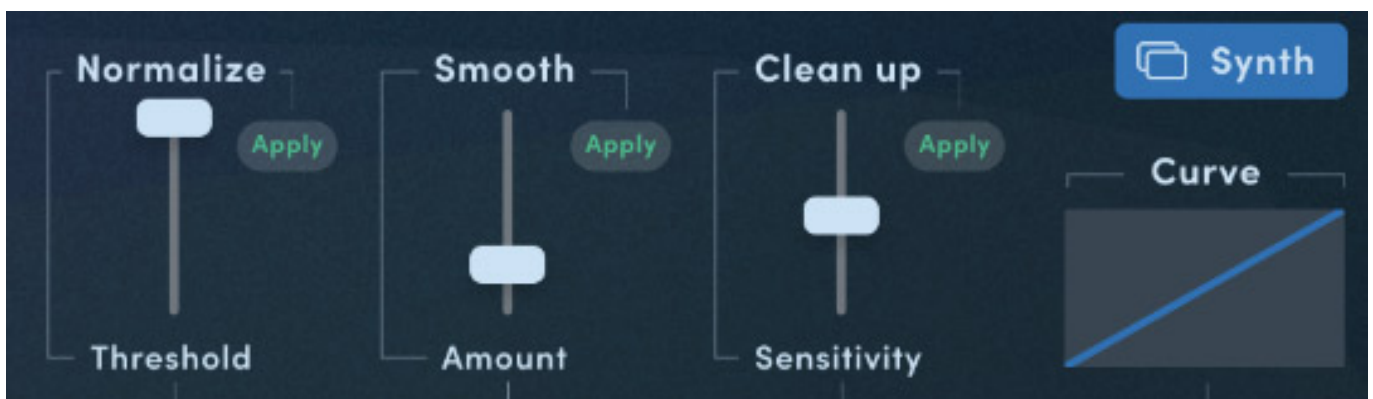 Normalize
Smooth
Clean up
Synth
Apply
Apply
Apply
Curve
Threshold
Amount
Sensitivity